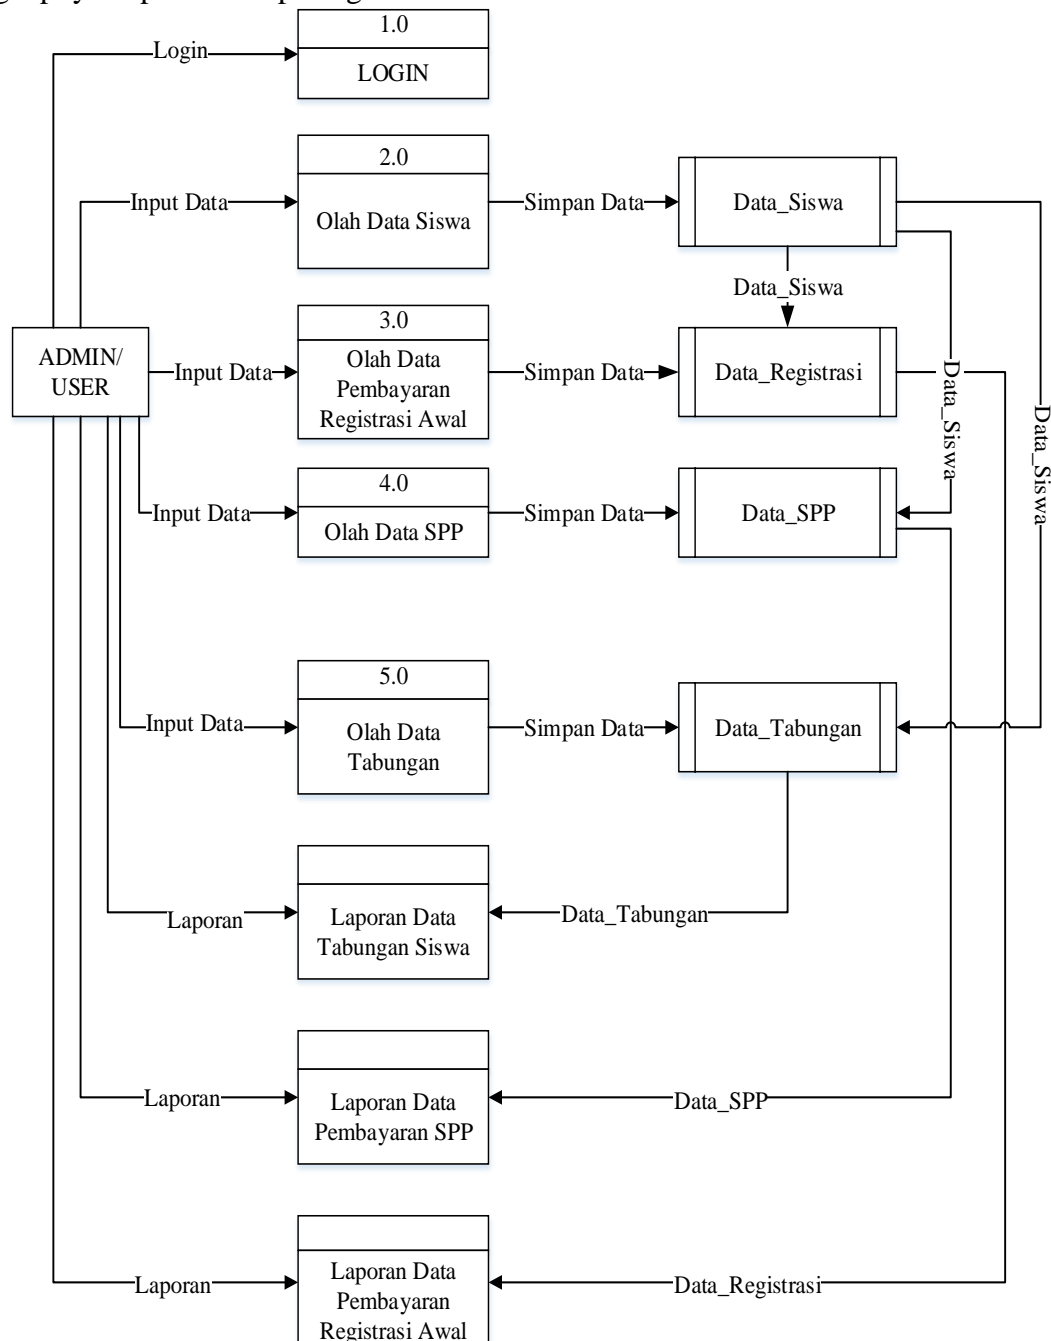 1.0
Login
LOGIN
2.0
Input Data
Olah Data Siswa
Simpan Data
Data_Siswa
Data_Siswa
3.0
ADMIN/
USER
Input Data
Olah Data
Pembayaran
Registrasi Awal
Simpan Data
Data_Registrasi
Data_Siswa
Data_Siswa
4.0
Input Data
Olah Data SPP
Simpan Data
Data_SPP
5.0
Input Data
Olah Data
Tabungan
Simpan Data
Data_Tabungan
Laporan
Laporan Data
Tabungan Siswa
Data_Tabungan
Laporan
Laporan Data
Pembayaran SPP
Data_SPP
Laporan
Laporan Data
Pembayaran
Registrasi Awal
Data_Registrasi